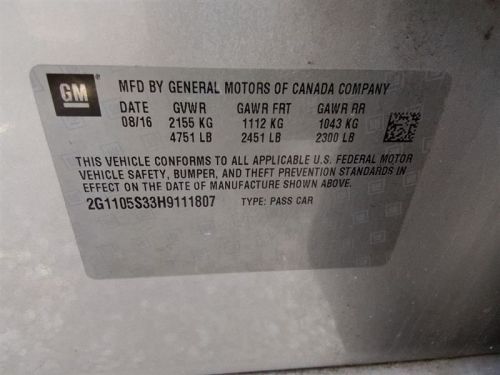 GM
MFD BY GENERAL MOTORS OF CANADA COMPANY
DATE GVWR GAWR FRT GAWR RR
08/16 2155 KG 1112 KG 1043 KG
4751 LB 2451 LB 2300 LB
THIS VEHICLE CONFORMS TO ALL APPLICABLE U.S. FEDERAL MOTOR
VEHICLE SAFETY, BUMPER, AND THEFT PREVENTION STANDARDS IN
EFFECT ON THE DATE OF MANUFACTURE SHOWN ABOVE.
2G1105S33H9111807 TYPE: PASS CAR